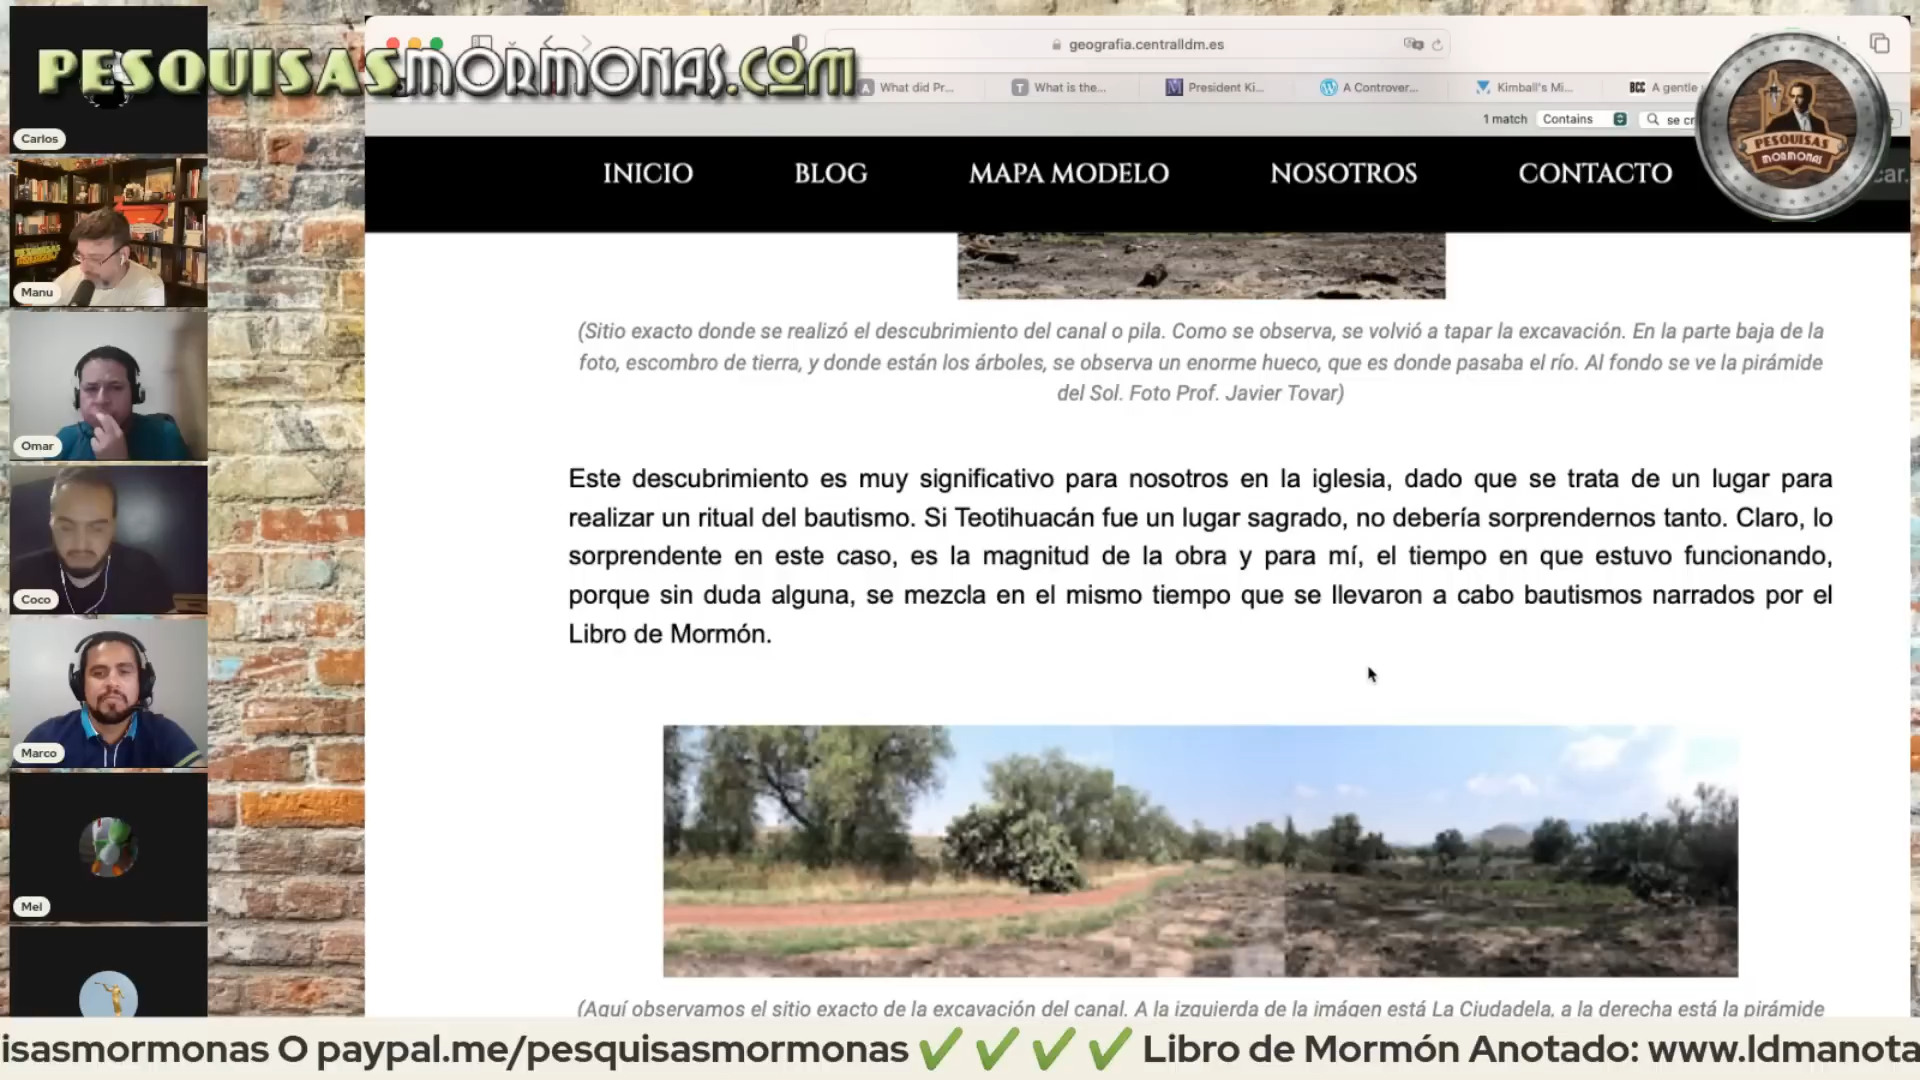 PESQUISASMORMONAS.COM
geografia.centralldm.es
What did Pr...
What is the...
President Ki...
A Controver...
Kimball's Mi...
BCC A gentle
1 match
Contains
se cr
PESQUISAS
MORMONAS
INICIO
BLOG
MAPA MODELO
NOSOTROS
CONTACTO
car.
(Sitio exacto donde se realizó el descubrimiento del canal o pila. Como se observa, se volvió a tapar la excavación. En la parte baja de la
foto, escombro de tierra, y donde están los árboles, se observa un enorme hueco, que es donde pasaba el río. Al fondo se ve la pirámide
del Sol. Foto Prof. Javier Tovar)
Este descubrimiento es muy significativo para nosotros en la iglesia, dado que se trata de un lugar para
realizar un ritual del bautismo. Si Teotihuacán fue un lugar sagrado, no debería sorprendernos tanto. Claro, lo
sorprendente en este caso, es la magnitud de la obra y para mí, el tiempo en que estuvo funcionando,
porque sin duda alguna, se mezcla en el mismo tiempo que se llevaron a cabo bautismos narrados por el
Libro de Mormón.
(Aquí observamos el sitio exacto de la excavación del canal. A la izquierda de la imágen está La Ciudadela, a la derecha está la pirámide
Carlos
Manu
Omar
Coco
Marco
Mel
isasmormonas O paypal.me/pesquisasmormonas ✓ ✓ ✓ ✓ Libro de Mormón Anotado: www.ldmanota